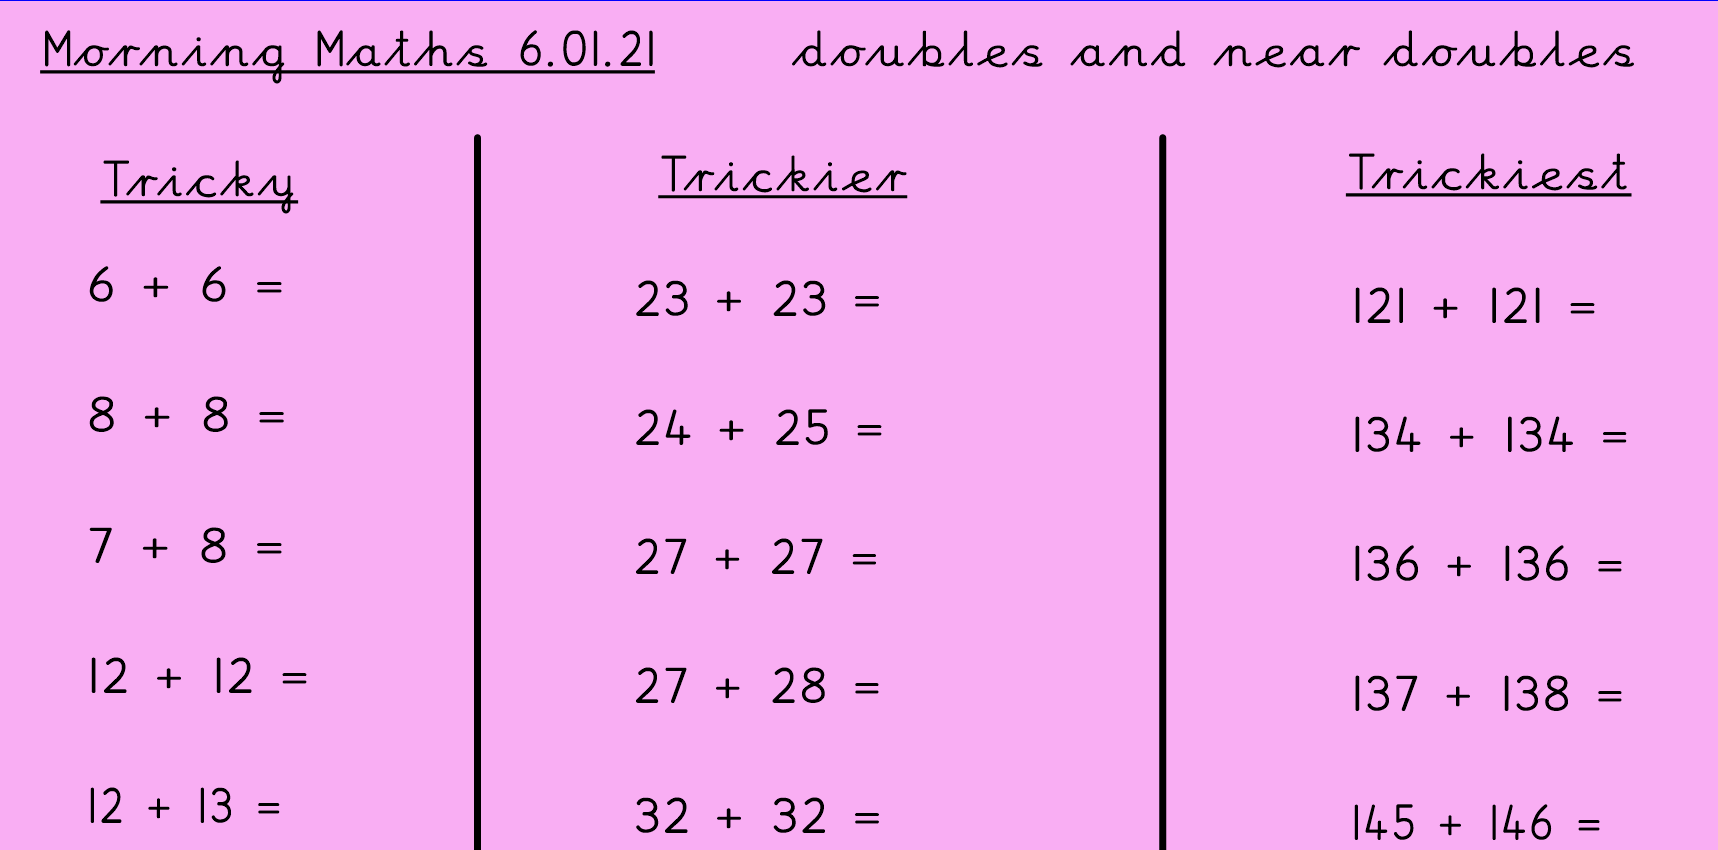 Morning Maths 6.01.21 doubles and near doubles
Tricky
6 + 6 =
8 + 8 =
7 + 8 =
12 + 12 =
12 + 13 =
Trickier
23 + 23 =
24 + 25 =
27 + 27 =
27 + 28 =
32 + 32 =
Trickiest
121 + 121 =
134 + 134 =
136 + 136 =
137 + 138 =
145 + 146 =